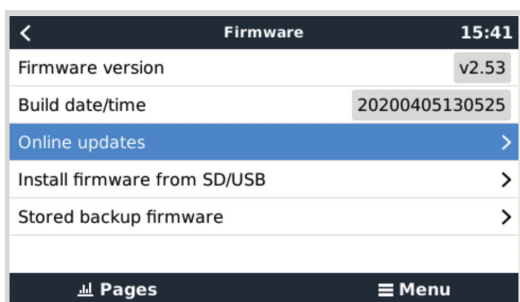 Firmware 15:41
Firmware version v2.53
Build date/time 20200405130525
Online updates
Install firmware from SD/USB
Stored backup firmware
Pages Menu